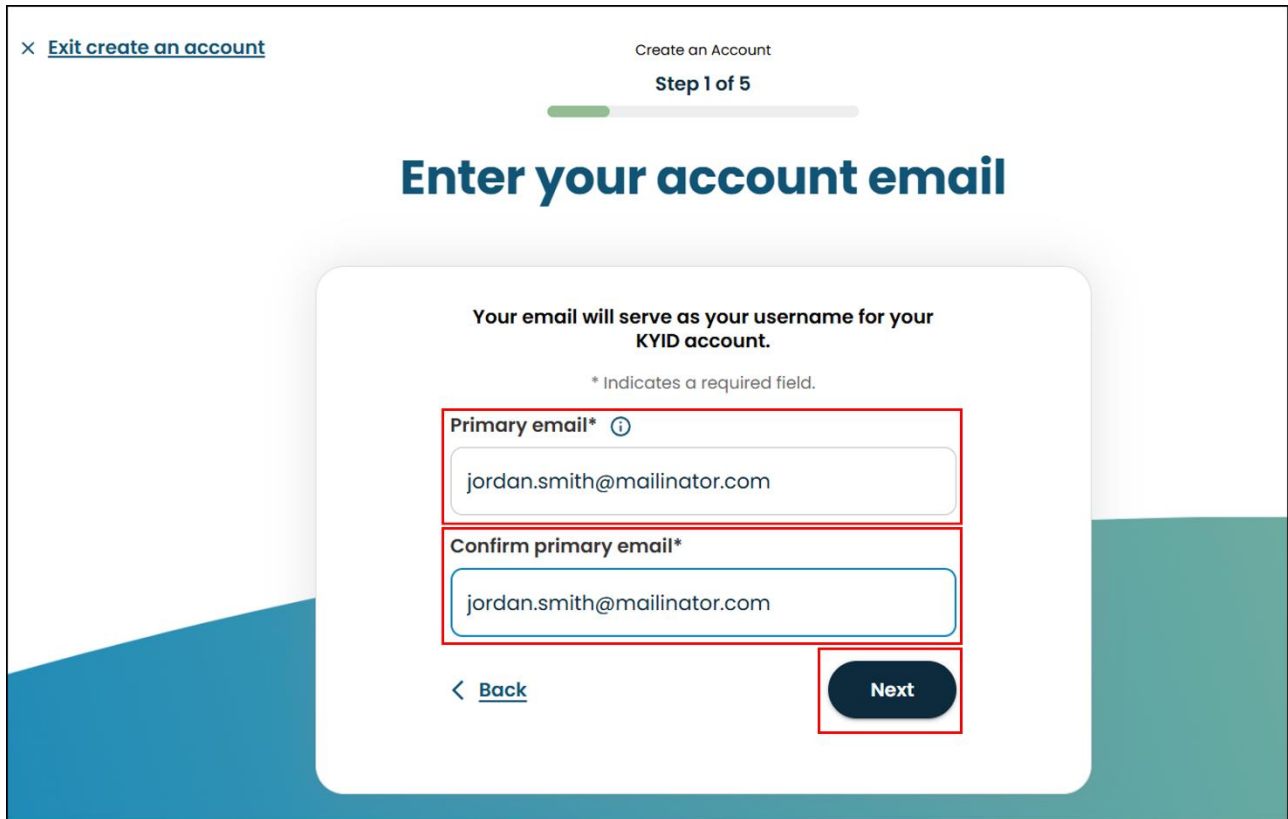 × Exit create an account
Create an Account
Step 1 of 5
Enter your account email
Your email will serve as your username for your
KYID account.
* Indicates a required field.
Primary email*
jordan.smith@mailinator.com
Confirm primary email*
jordan.smith@mailinator.com
Back
Next